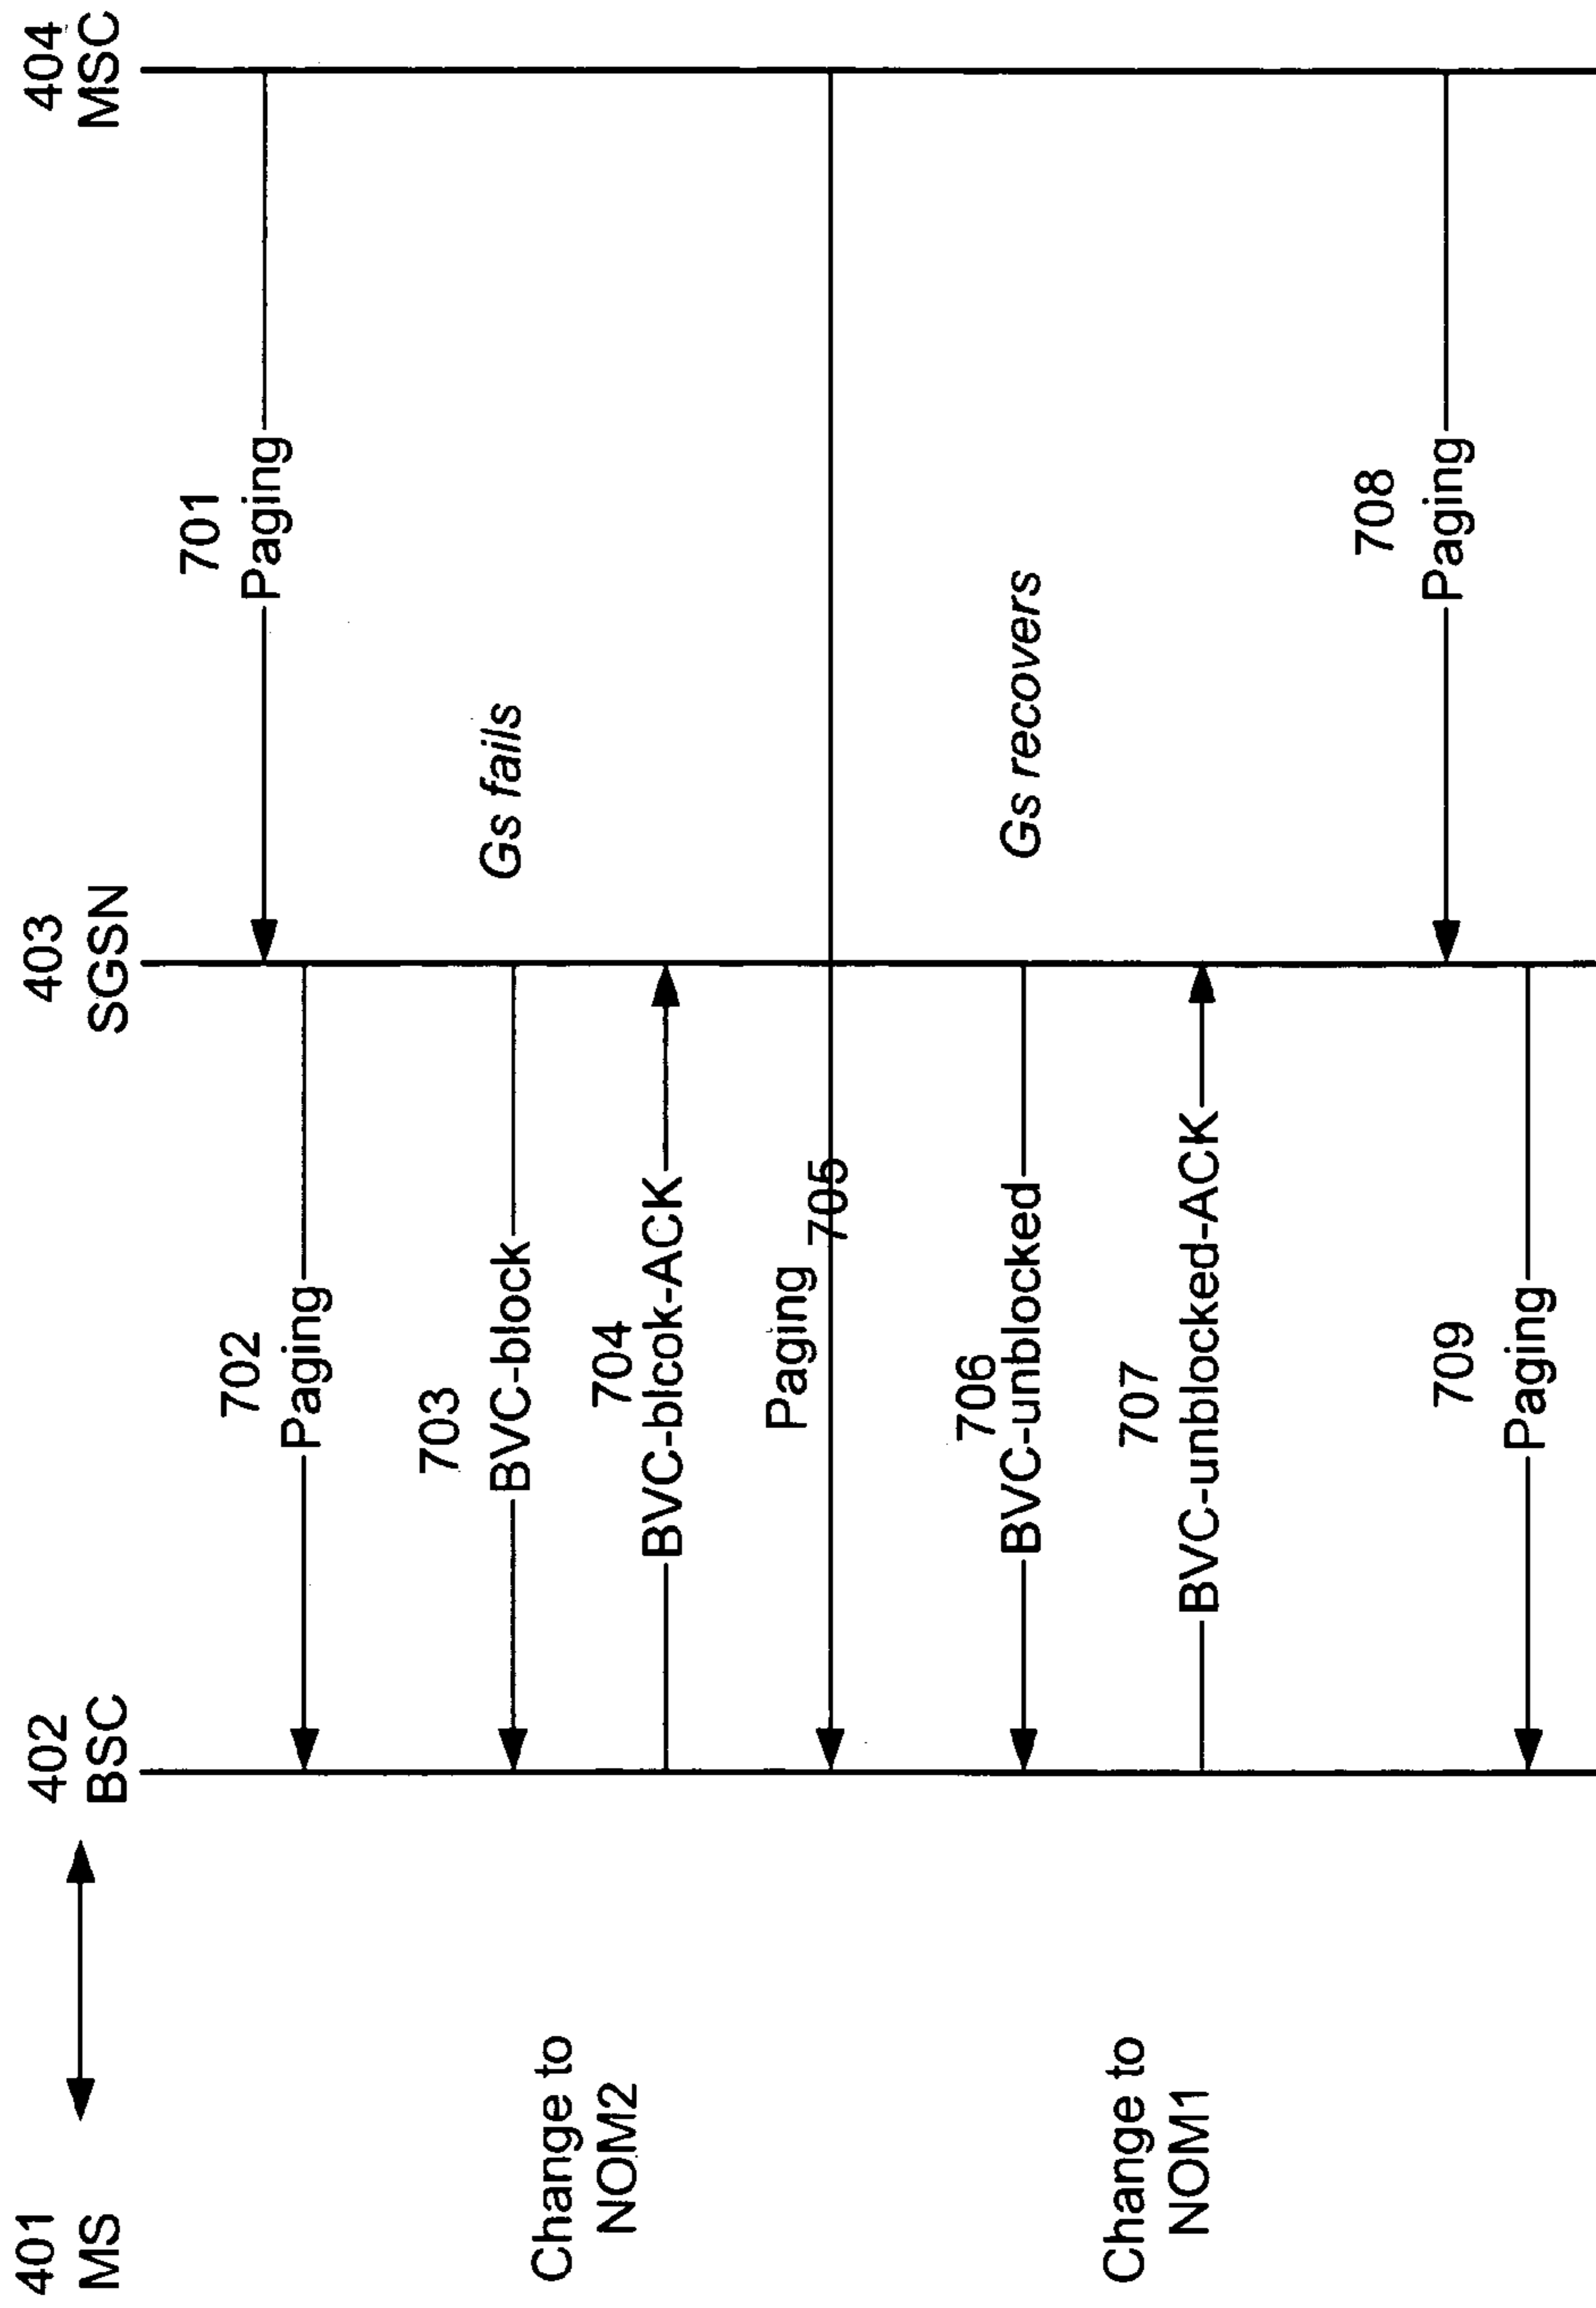 401
MS
402
BSC
403
SGSN
404
MSC
701
Paging
702
Paging
Gs fails
703
BVC-block
Change to
NOM2
704
BVC-blcok-ACK
Paging
705
Gs recovers
706
BVC-unblocked
Change to
NOM1
707
BVC-unblocked-ACK
708
Paging
709
Paging